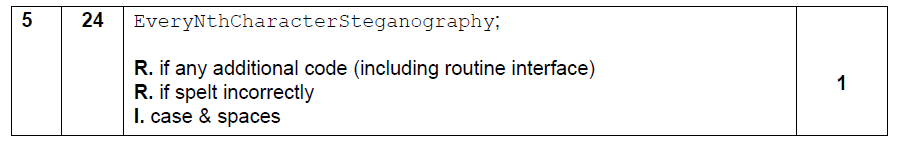 5 24 EveryNthCharacterSteganography;
R. if any additional code (including routine interface)
R. if spelt incorrectly
1
I. case & spaces